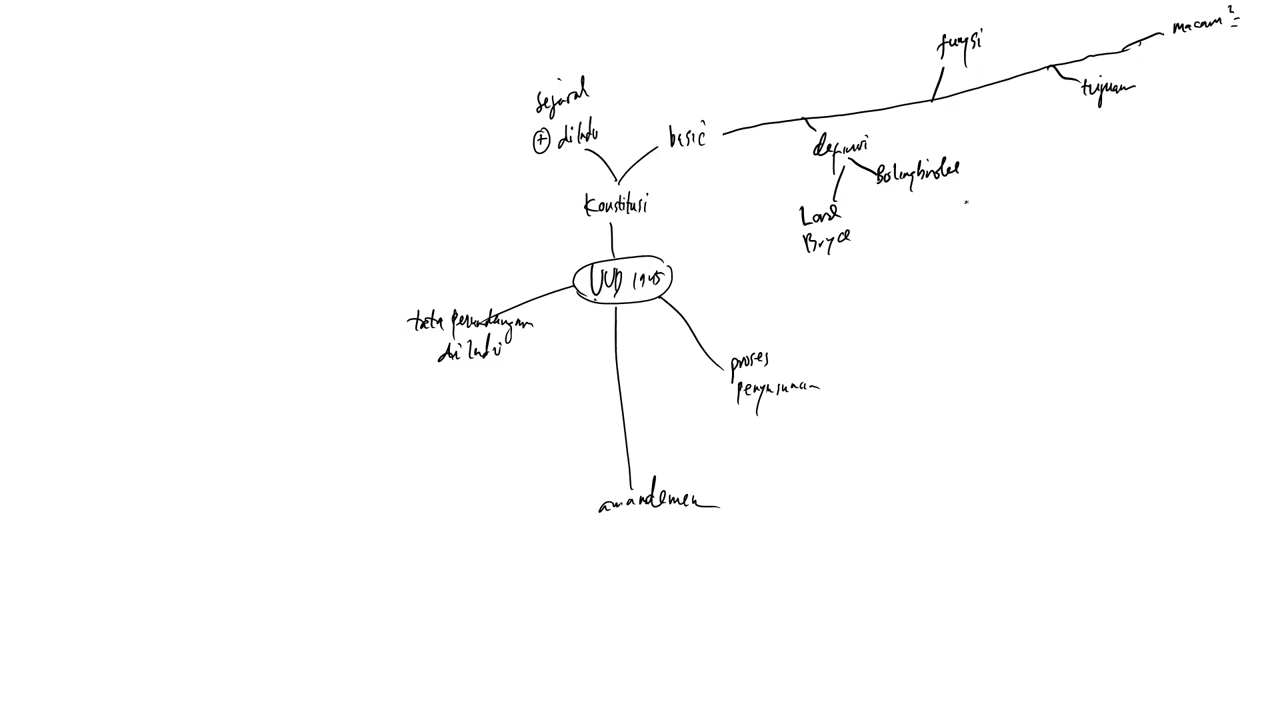 macam²
fungsi
tujuan
sejarah
+ di Indo
basic
definisi
Bolingbroke
Konstitusi
Lord
Bryce
UUD 1945
tata perundangan
di Indo
proses
penyusunan
amandemen